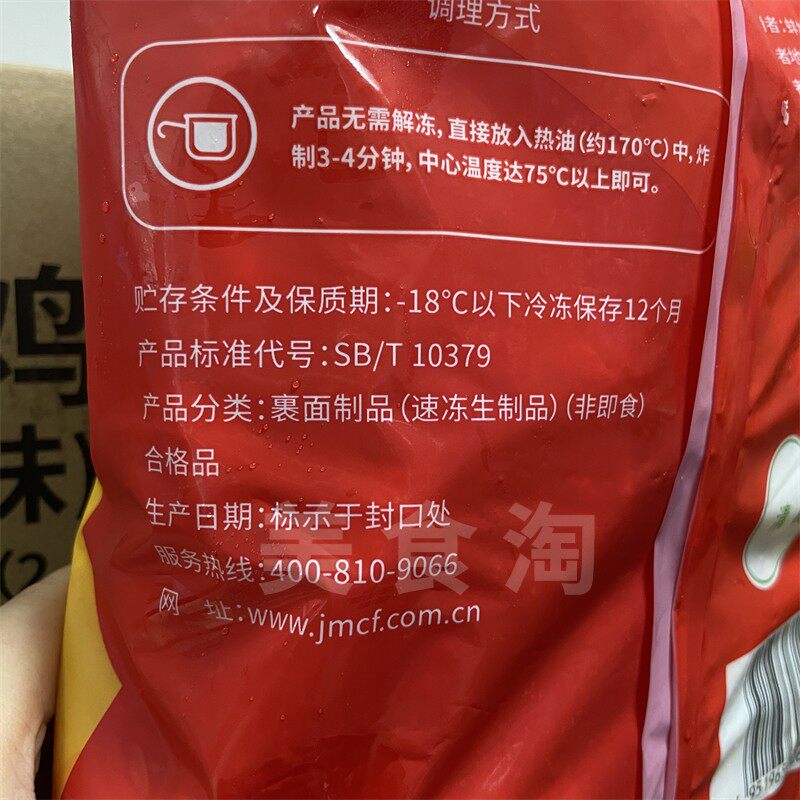 调理方式
产品无需解冻，直接放入热油（约170℃）中，炸
制3-4分钟，中心温度达75℃以上即可。
贮存条件及保质期：-18℃以下冷冻保存12个月
产品标准代号：SB/T 10379
产品分类：裹面制品（速冻生制品）（非即食）
合格品
生产日期：标示于封口处
服务热线：400-810-9066
网 址：www.jmcf.com.cn
美食淘
鸡
味